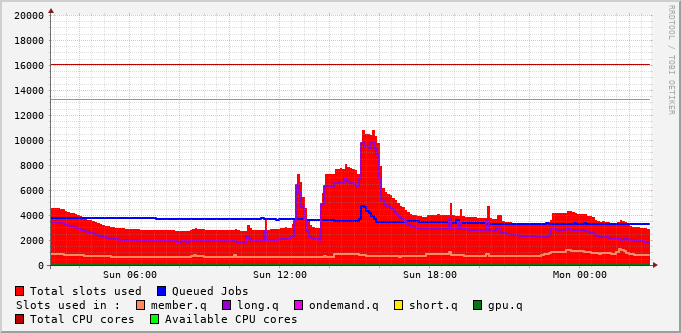 20000
18000
16000
14000
12000
10000
8000
6000
4000
2000
0
Sun 06:00 Sun 12:00 Sun 18:00 Mon 00:00
RRDTOOL / TOBI OETIKER
Total slots used Queued Jobs
Slots used in : member.q long.q ondemand.q short.q gpu.q
Total CPU cores Available CPU cores